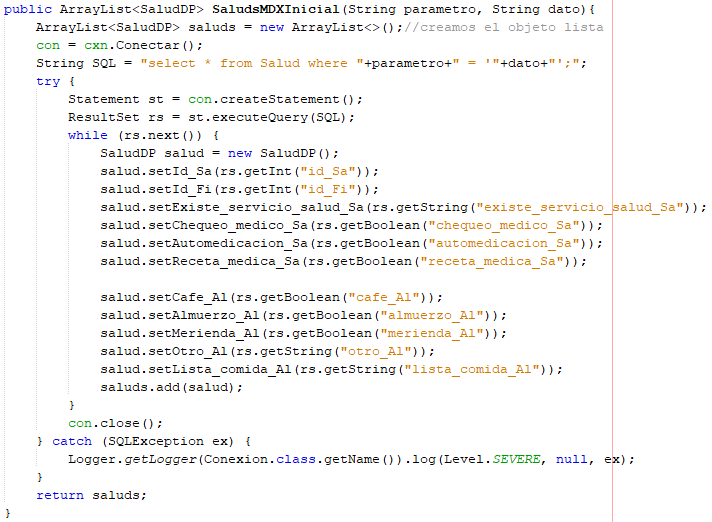 public ArrayList<SaludDP> SaludsMDXInicial(String parametro, String dato){
    ArrayList<SaludDP> saluds = new ArrayList<>();//creamos el objeto lista
    con = cxn.Conectar();
    String SQL = "select * from Salud where "+parametro+" = '"+dato+"';";
    try {
        Statement st = con.createStatement();
        ResultSet rs = st.executeQuery(SQL);
        while (rs.next()) {
            SaludDP salud = new SaludDP();
            salud.setId_Sa(rs.getInt("id_Sa"));
            salud.setId_Fi(rs.getInt("id_Fi"));
            salud.setExiste_servicio_salud_Sa(rs.getString("existe_servicio_salud_Sa"));
            salud.setChequeo_medico_Sa(rs.getBoolean("chequeo_medico_Sa"));
            salud.setAutomedicacion_Sa(rs.getBoolean("automedicacion_Sa"));
            salud.setReceta_medica_Sa(rs.getBoolean("receta_medica_Sa"));

            salud.setCafe_Al(rs.getBoolean("cafe_Al"));
            salud.setAlmuerzo_Al(rs.getBoolean("almuerzo_Al"));
            salud.setMerienda_Al(rs.getBoolean("merienda_Al"));
            salud.setOtro_Al(rs.getString("otro_Al"));
            salud.setLista_comida_Al(rs.getString("lista_comida_Al"));
            saluds.add(salud);
        }
        con.close();
    } catch (SQLException ex) {
        Logger.getLogger(Conexion.class.getName()).log(Level.SEVERE, null, ex);
    }
    return saluds;
}